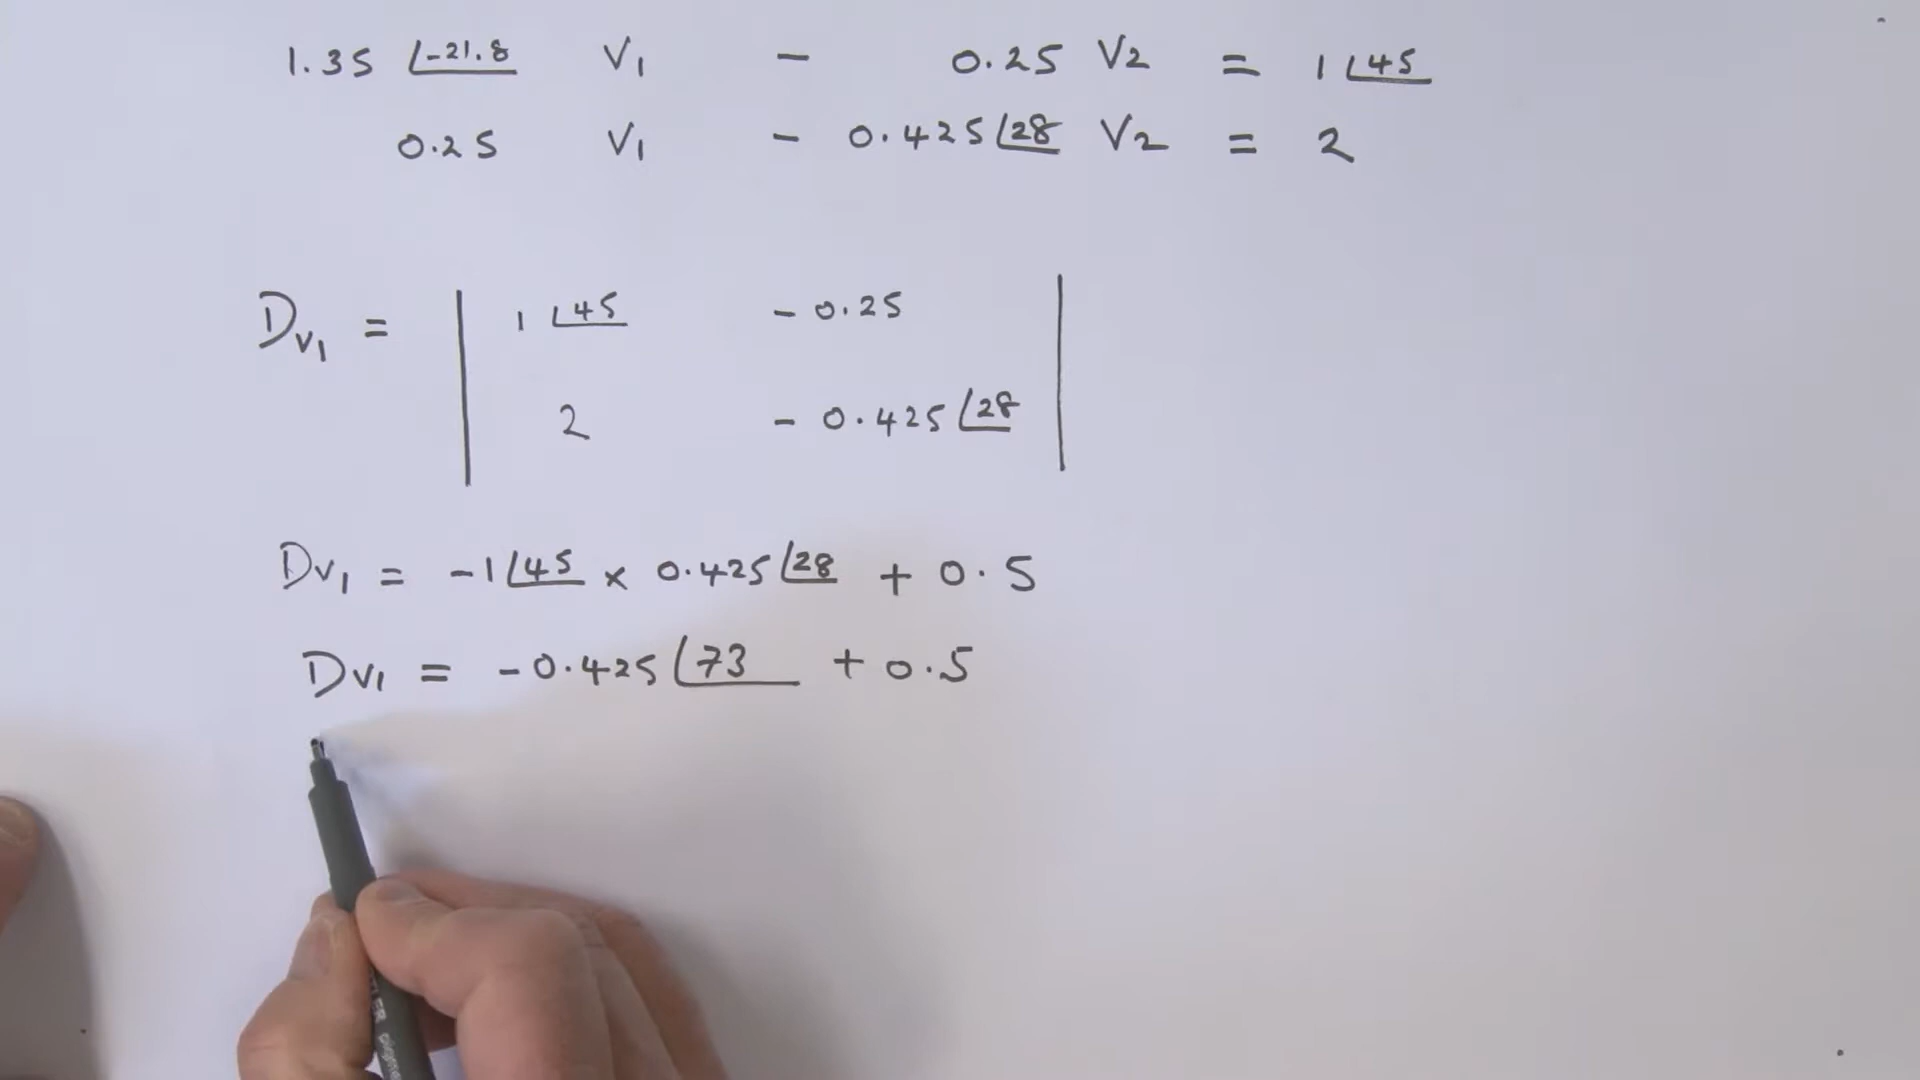 1.35 ∠-21.8 V1 - 0.25 V2 = 1 ∠45
0.25 V1 - 0.425 ∠28 V2 = 2
DV1 = | 1 ∠45 - 0.25 |
2 - 0.425 ∠28
DV1 = -1 ∠45 × 0.425 ∠28 + 0.5
DV1 = -0.425 ∠73 + 0.5